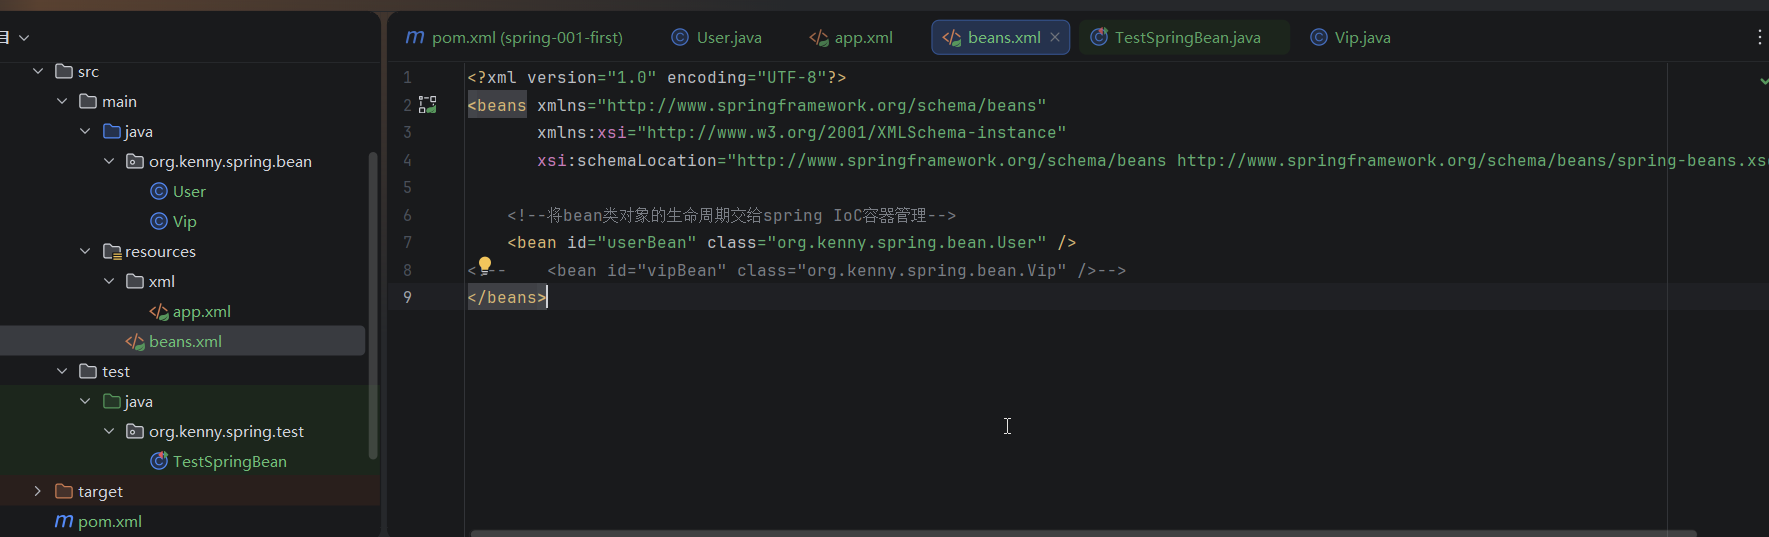 目
src
main
java
org.kenny.spring.bean
User
Vip
resources
xml
app.xml
beans.xml
test
java
org.kenny.spring.test
TestSpringBean
target
m pom.xml
m pom.xml (spring-001-first)
User.java
app.xml
beans.xml
TestSpringBean.java
Vip.java
1 <?xml version="1.0" encoding="UTF-8"?>
2 <beans xmlns="http://www.springframework.org/schema/beans"
3 xmlns:xsi="http://www.w3.org/2001/XMLSchema-instance"
4 xsi:schemaLocation="http://www.springframework.org/schema/beans http://www.springframework.org/schema/beans/spring-beans.xs
5
6 <!--将bean类对象的生命周期交给spring IoC容器管理-->
7 <bean id="userBean" class="org.kenny.spring.bean.User" />
8 <!-- <bean id="vipBean" class="org.kenny.spring.bean.Vip" />-->
9 </beans>